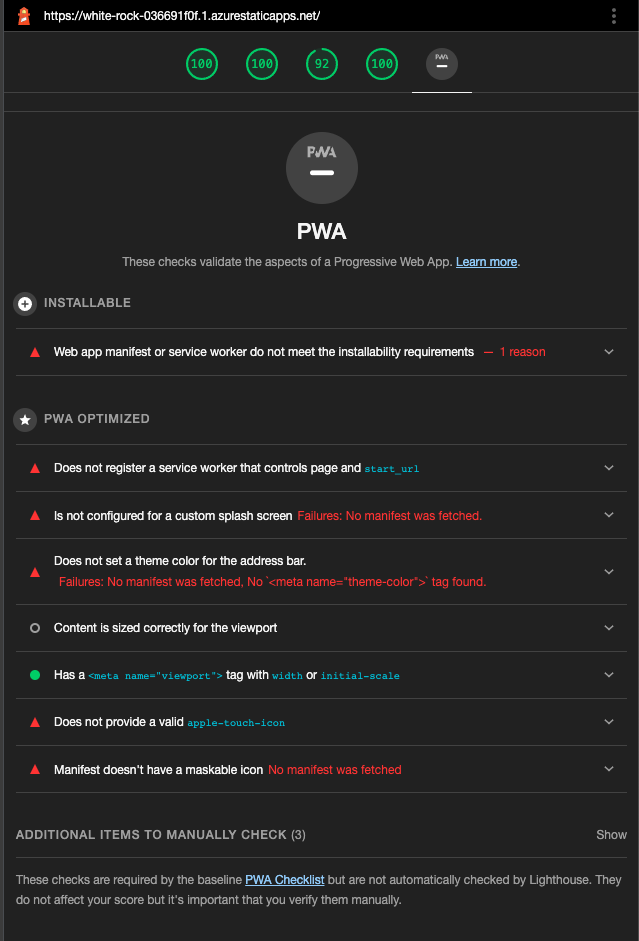 https://white-rock-036691f0f.1.azurestaticapps.net/
100 100 92 100 PWA
PWA
PWA
These checks validate the aspects of a Progressive Web App. Learn more.
INSTALLABLE
Web app manifest or service worker do not meet the installability requirements — 1 reason
PWA OPTIMIZED
Does not register a service worker that controls page and start_url
Is not configured for a custom splash screen Failures: No manifest was fetched.
Does not set a theme color for the address bar.
Failures: No manifest was fetched, No `<meta name="theme-color">` tag found.
Content is sized correctly for the viewport
Has a <meta name="viewport"> tag with width or initial-scale
Does not provide a valid apple-touch-icon
Manifest doesn't have a maskable icon No manifest was fetched
ADDITIONAL ITEMS TO MANUALLY CHECK (3) Show
These checks are required by the baseline PWA Checklist but are not automatically checked by Lighthouse. They
do not affect your score but it's important that you verify them manually.